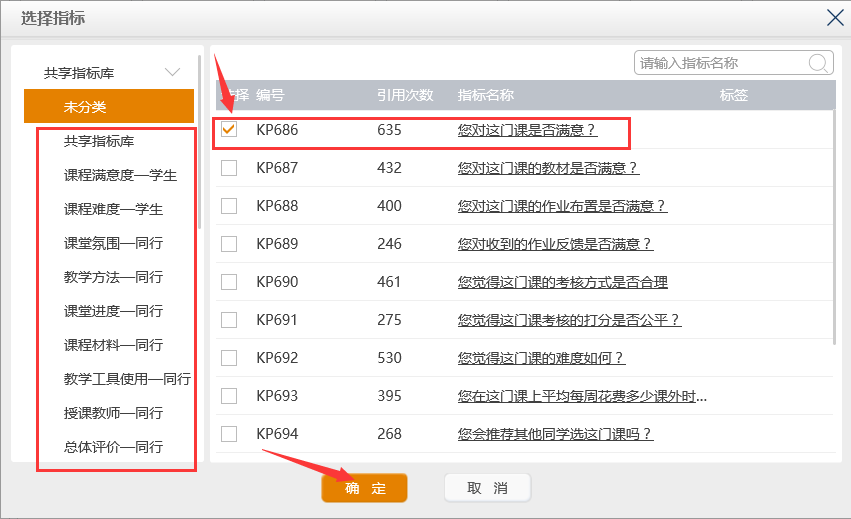 选择指标
共享指标库
未分类
共享指标库
课程满意度—学生
课程难度—学生
课堂氛围—同行
教学方法—同行
课堂进度—同行
课程材料—同行
教学工具使用—同行
授课教师—同行
总体评价—同行
请输入指标名称
选择 编号 引用次数 指标名称 标签
KP686 635 您对这门课是否满意？
KP687 432 您对这门课的教材是否满意？
KP688 400 您对这门课的作业布置是否满意？
KP689 246 您对收到的作业反馈是否满意？
KP690 461 您觉得这门课的考核方式是否合理
KP691 275 您觉得这门课考核的打分是否公平？
KP692 530 您觉得这门课的难度如何？
KP693 395 您在这门课上平均每周花费多少课外时...
KP694 268 您会推荐其他同学选这门课吗？
确 定 取 消